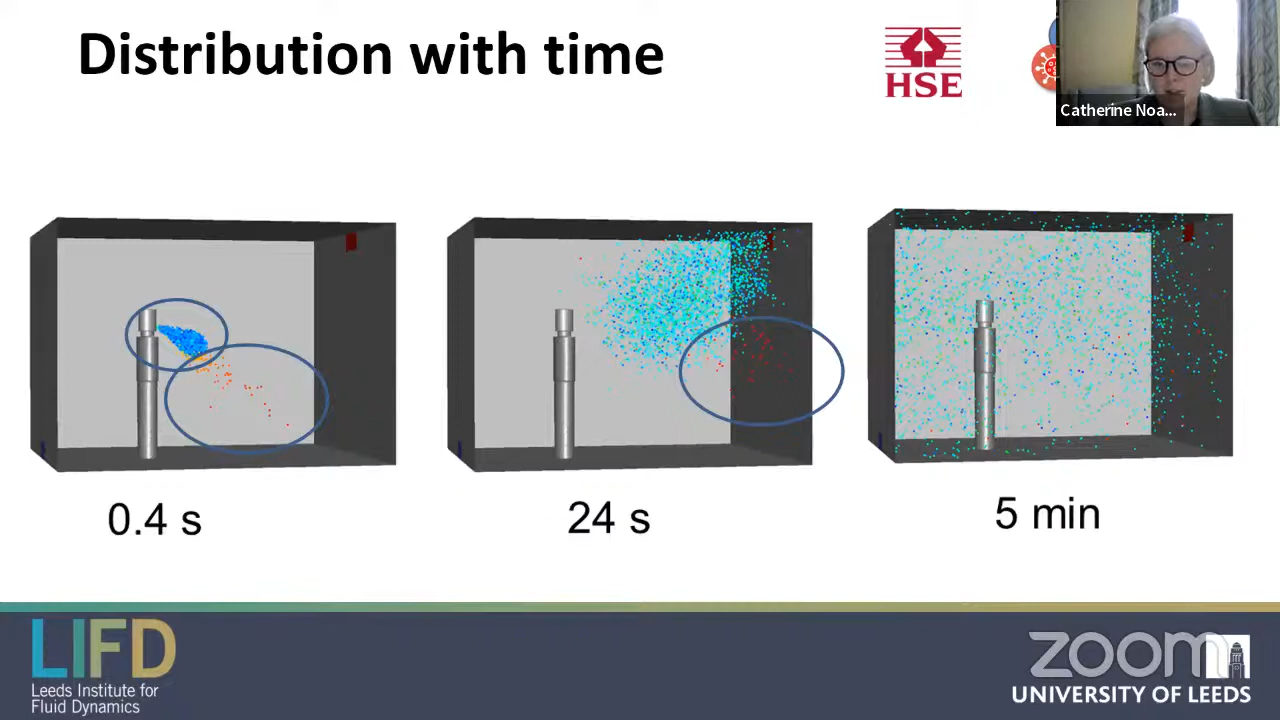 Distribution with time
HSE
Catherine Noa...
0.4 s
24 s
5 min
LIFD
Leeds Institute for
Fluid Dynamics
zoom
UNIVERSITY OF LEEDS